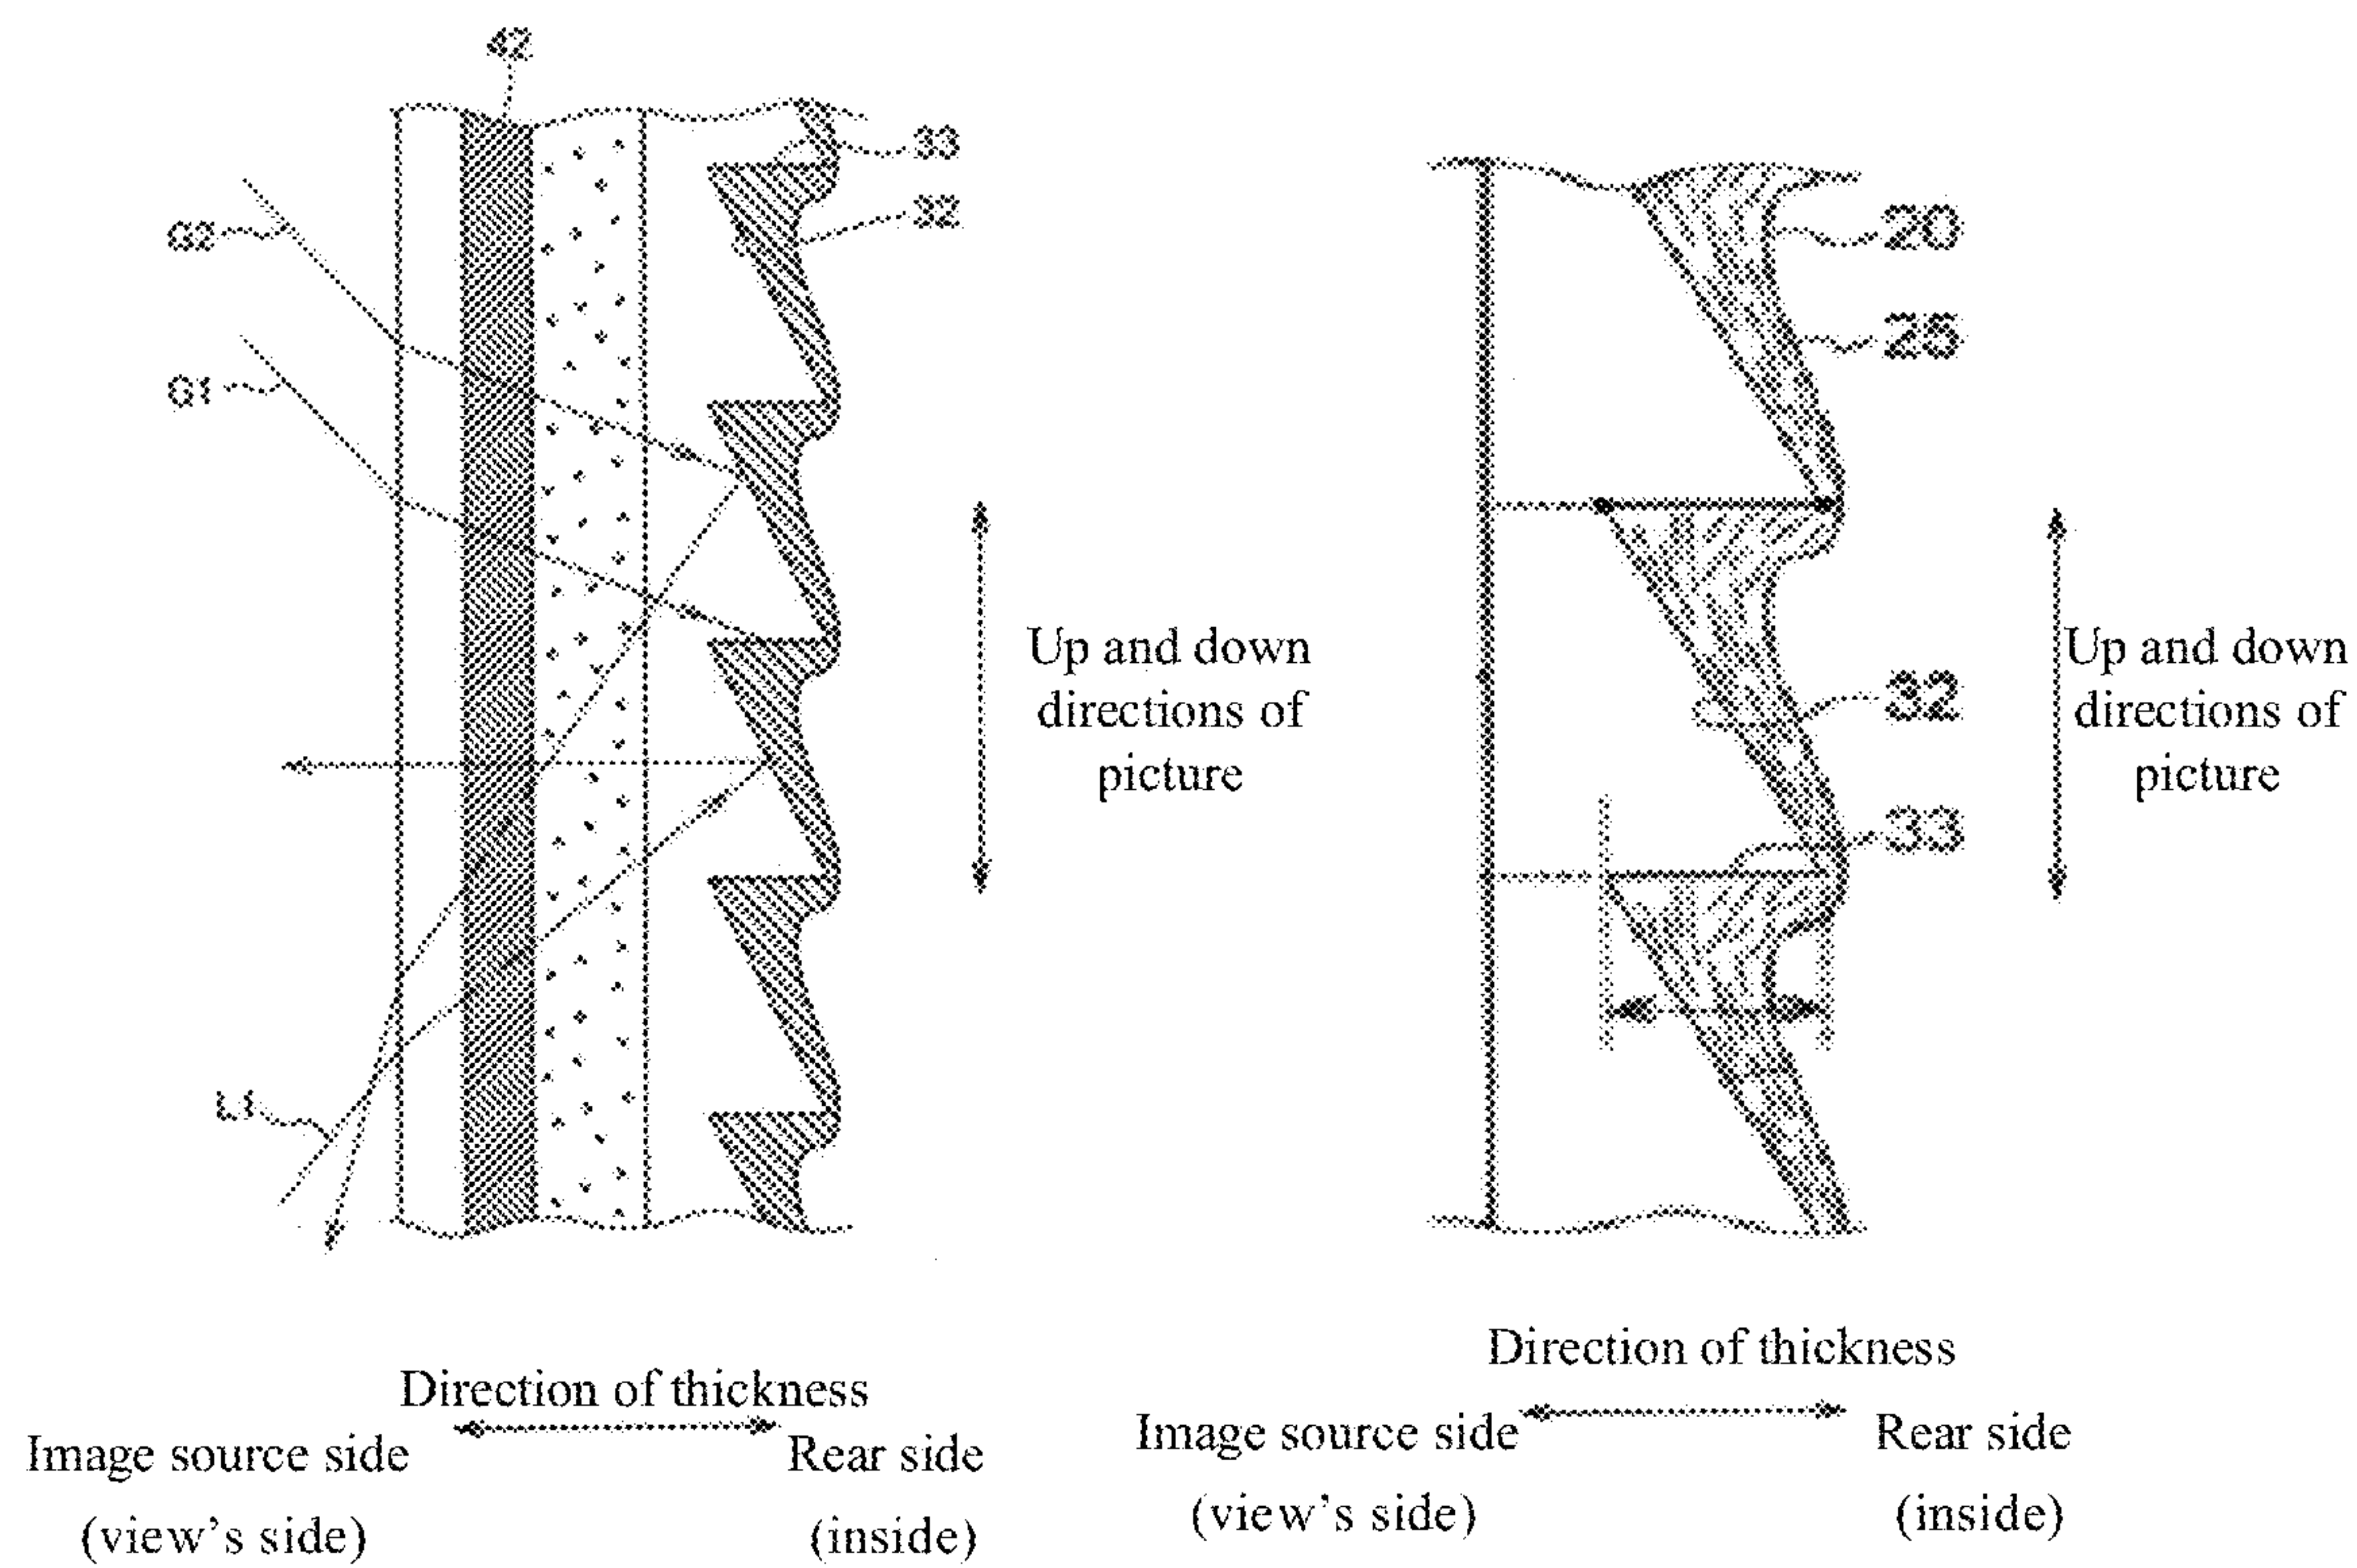 42
33
32
G2
G1
L1
Up and down
directions of
picture
Direction of thickness
Image source side
(view's side)
Rear side
(inside)
20
25
32
33
Up and down
directions of
picture
Direction of thickness
Image source side
(view's side)
Rear side
(inside)